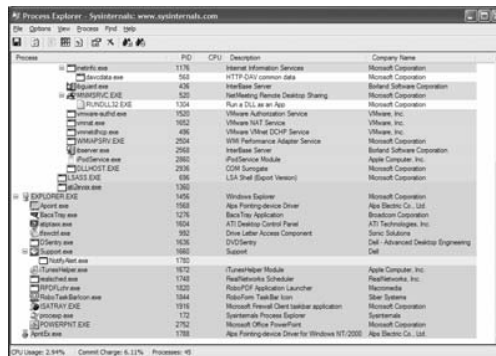 Process Explorer - Sysinternals: www.sysinternals.com
File Options View Process Find Help
Process PID CPU Description Company Name
inetinfo.exe 1176 Internet Information Services Microsoft Corporation
davcdata.exe 568 HTTP-DAV common data Microsoft Corporation
ibguard.exe 436 InterBase Server Borland Software Corporation
MNMSRVC.EXE 520 NetMeeting Remote Desktop Sharing Microsoft Corporation
RUNDLL32.EXE 1304 Run a DLL as an App Microsoft Corporation
vmware-authd.exe 1520 VMware Authorization Service VMware, Inc.
vmnat.exe 1652 VMware NAT Service VMware, Inc.
vmnetdhcp.exe 496 VMware VMnet DCHP Service VMware, Inc.
WMIAPSRV.EXE 2504 WMI Performance Adapter Service Microsoft Corporation
ibserver.exe 2568 InterBase Server Borland Software Corporation
iPodService.exe 2860 iPodService Module Apple Computer, Inc.
DLLHOST.EXE 2936 COM Surrogate Microsoft Corporation
LSASS.EXE 696 LSA Shell (Export Version) Microsoft Corporation
ati2evxx.exe 1360
EXPLORER.EXE 1456 Windows Explorer Microsoft Corporation
Apoint.exe 1568 Alps Pointing-device Driver Alps Electric Co., Ltd.
BacsTray.exe 1276 BacsTray Application Broadcom Corporation
atiptaxx.exe 1604 ATI Desktop Control Panel ATI Technologies, Inc.
tfswctrl.exe 992 Drive Letter Access Component Sonic Solutions
DSentry.exe 1636 DVDSentry Dell - Advanced Desktop Engineering
Support.exe 1660 Support Dell
NotifyAlert.exe 1780
iTunesHelper.exe 1672 iTunesHelper Module Apple Computer, Inc.
realsched.exe 1748 RealNetworks Scheduler RealNetworks, Inc.
RPDFLchr.exe 1820 RoboPDF Application Launcher Macromedia
RoboTaskBarIcon.exe 1844 RoboForm TaskBar Icon Siber Systems
ISATRAY.EXE 1916 Microsoft Firewall Client taskbar application Microsoft Corporation
procexp.exe 172 Sysinternals Process Explorer Sysinternals
POWERPNT.EXE 2752 Microsoft Office PowerPoint Microsoft Corporation
ApntEx.exe 1788 Alps Pointing-device Driver for Windows NT/2000 Alps Electric Co., Ltd.
CPU Usage: 2.94% Commit Charge: 6.11% Processes: 45